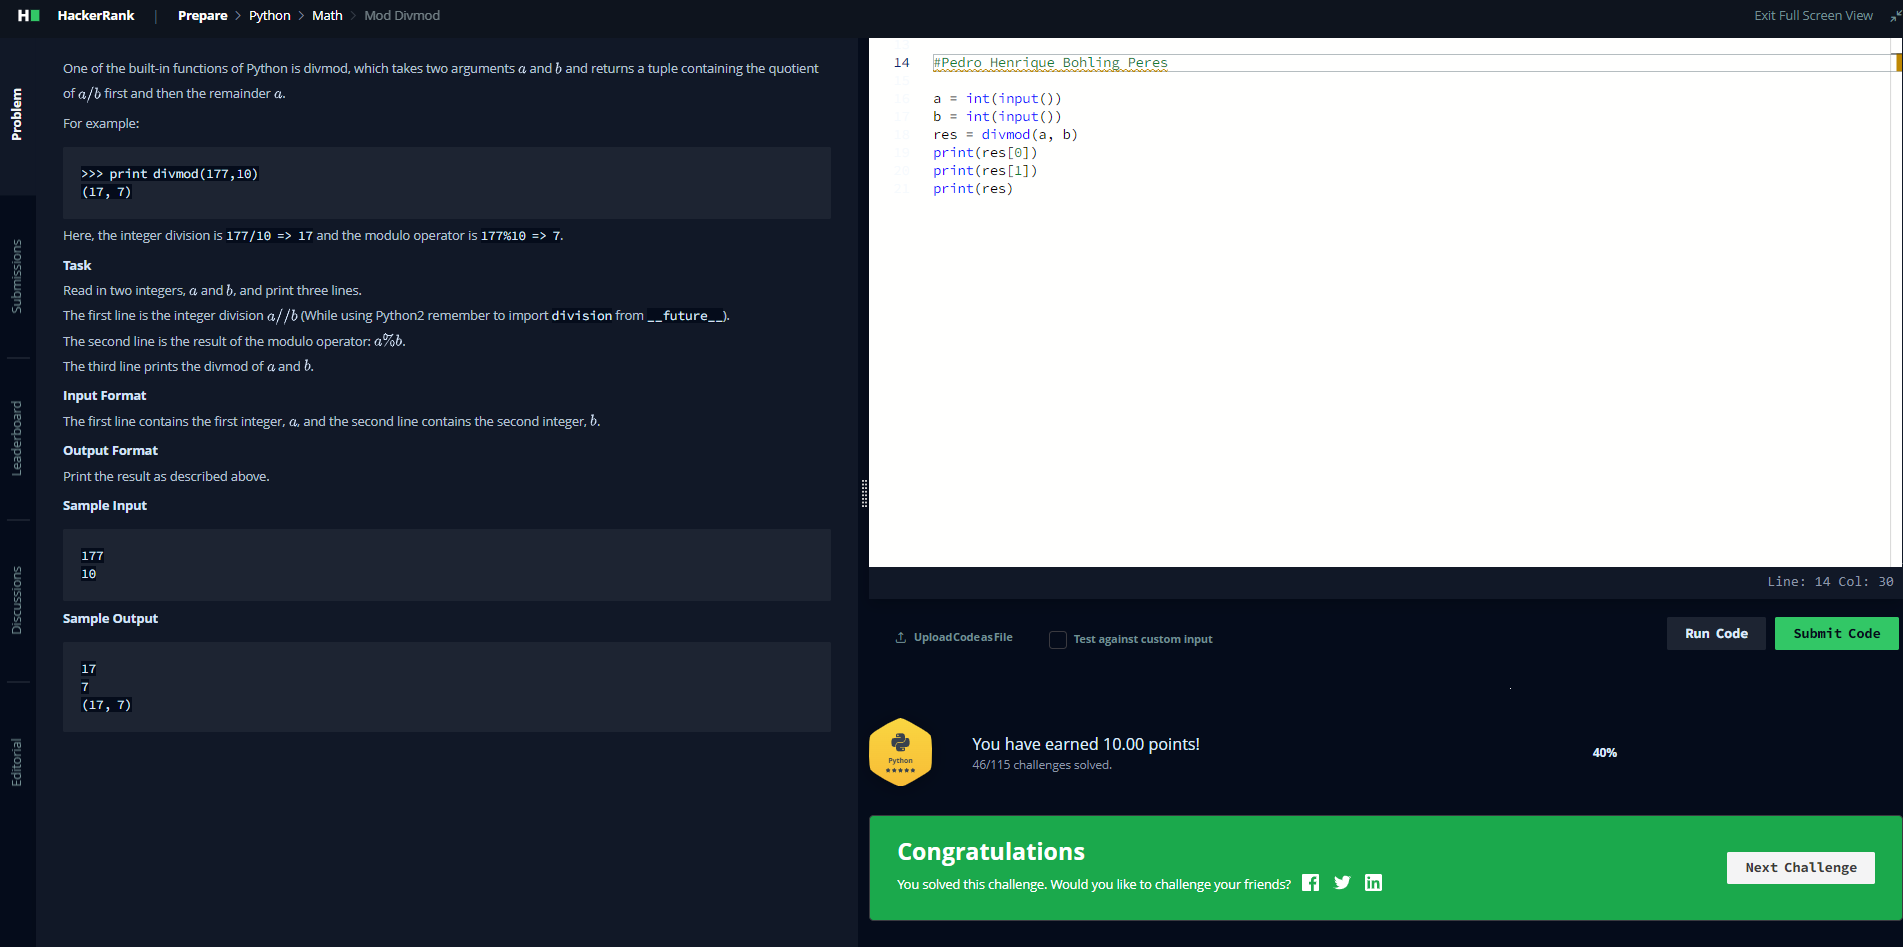 HackerRank | Prepare > Python > Math > Mod Divmod
Exit Full Screen View
Problem
Submissions
Leaderboard
Discussions
Editorial
One of the built-in functions of Python is divmod, which takes two arguments a and b and returns a tuple containing the quotient
of a/b first and then the remainder a.
For example:
>>> print divmod(177,10)
(17, 7)
Here, the integer division is 177/10 => 17 and the modulo operator is 177%10 => 7.
Task
Read in two integers, a and b, and print three lines.
The first line is the integer division a//b (While using Python2 remember to import division from __future__).
The second line is the result of the modulo operator: a%b.
The third line prints the divmod of a and b.
Input Format
The first line contains the first integer, a, and the second line contains the second integer, b.
Output Format
Print the result as described above.
Sample Input
177
10
Sample Output
17
7
(17, 7)
14 #Pedro Henrique Bohling Peres
16 a = int(input())
17 b = int(input())
18 res = divmod(a, b)
19 print(res[0])
20 print(res[1])
21 print(res)
Line: 14 Col: 30
Upload Code as File
Test against custom input
Run Code
Submit Code
Python
You have earned 10.00 points!
46/115 challenges solved.
40%
Congratulations
You solved this challenge. Would you like to challenge your friends?
Next Challenge